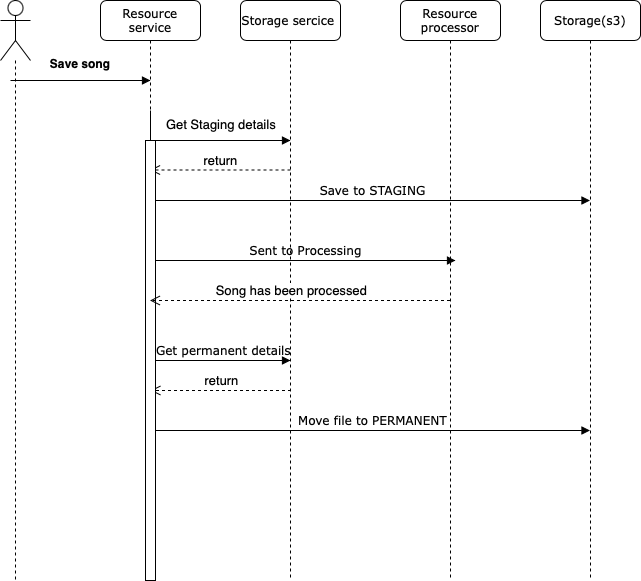 Resource
service
Storage sercice
Resource
processor
Storage(s3)
Save song
Get Staging details
return
Save to STAGING
Sent to Processing
Song has been processed
Get permanent details
return
Move file to PERMANENT